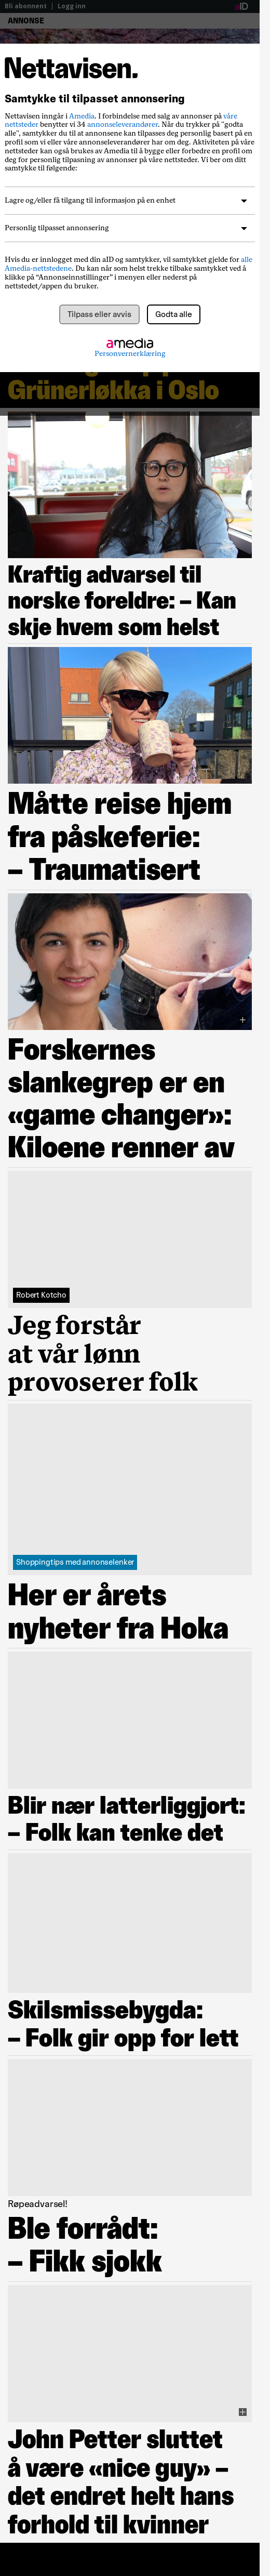 Bli abonnent | Logg inn
aID
ANNONSE
Nettavisen.
Samtykke til tilpasset annonsering
Nettavisen inngår i Amedia. I forbindelse med salg av annonser på våre
nettsteder benytter vi 34 annonseleverandører. Når du trykker på "godta
alle", samtykker du til at annonsene kan tilpasses deg personlig basert på en
profil som vi eller våre annonseleverandører har om deg. Aktiviteten på våre
nettsteder kan også brukes av Amedia til å bygge eller forbedre en profil om
deg for personlig tilpasning av annonser på våre nettsteder. Vi ber om ditt
samtykke til følgende:
Lagre og/eller få tilgang til informasjon på en enhet
Personlig tilpasset annonsering
Hvis du er innlogget med din aID og samtykker, vil samtykket gjelde for alle
Amedia-nettstedene. Du kan når som helst trekke tilbake samtykket ved å
klikke på “Annonseinnstillinger” i menyen eller nederst på
nettstedet/appen du bruker.
Tilpass eller avvis
Godta alle
amedia
Personvernerklæring
Grünerløkka i Oslo
Kraftig advarsel til
norske foreldre: – Kan
skje hvem som helst
Måtte reise hjem
fra påskeferie:
– Traumatisert
Forskernes
slankegrep er en
«game changer»:
Kiloene renner av
Robert Kotcho
Jeg forstår
at vår lønn
provoserer folk
Shoppingtips med annonselenker
Her er årets
nyheter fra Hoka
Blir nær latterliggjort:
– Folk kan tenke det
Skilsmissebygda:
– Folk gir opp for lett
Røpeadvarsel!
Ble forrådt:
– Fikk sjokk
John Petter sluttet
å være «nice guy» –
det endret helt hans
forhold til kvinner